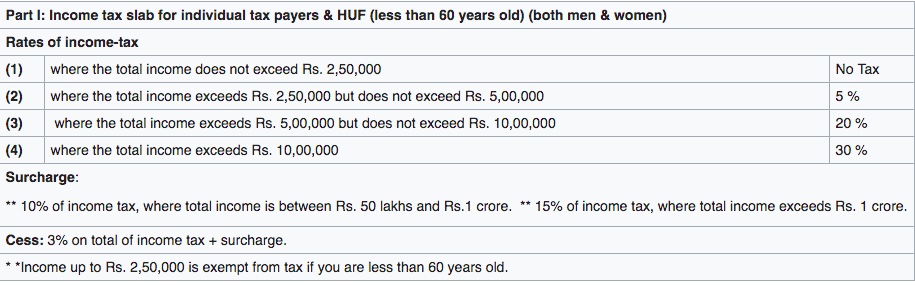 Part I: Income tax slab for individual tax payers & HUF (less than 60 years old) (both men & women)
Rates of income-tax
(1) where the total income does not exceed Rs. 2,50,000 No Tax
(2) where the total income exceeds Rs. 2,50,000 but does not exceed Rs. 5,00,000 5 %
(3) where the total income exceeds Rs. 5,00,000 but does not exceed Rs. 10,00,000 20 %
(4) where the total income exceeds Rs. 10,00,000 30 %
Surcharge:
** 10% of income tax, where total income is between Rs. 50 lakhs and Rs.1 crore. ** 15% of income tax, where total income exceeds Rs. 1 crore.
Cess: 3% on total of income tax + surcharge.
* *Income up to Rs. 2,50,000 is exempt from tax if you are less than 60 years old.